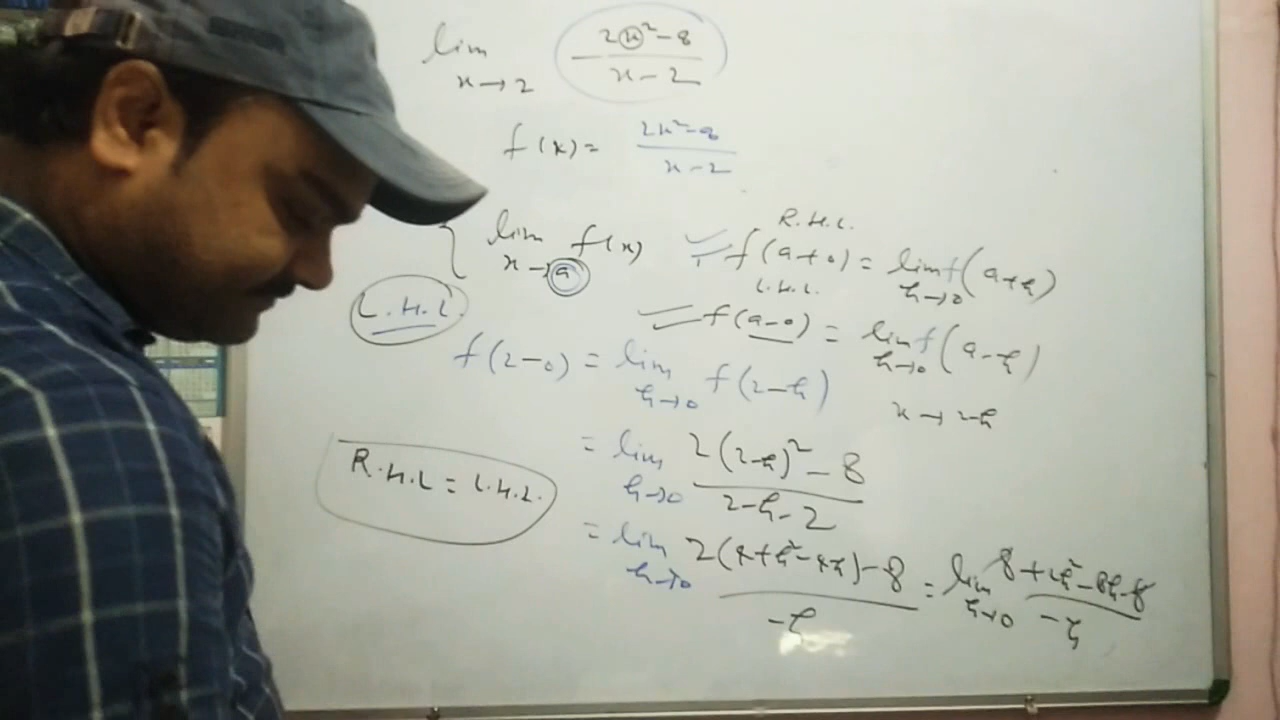 lim x→2 (2x²-8)/(x-2)
f(x) = (2x²-8)/(x-2)
R.H.L.
lim x→a f(x) f(a+0) = lim h→0 f(a+h)
L.H.L.
L.H.L. f(a-0) = lim h→0 f(a-h)
f(2-0) = lim h→0 f(2-h)
x→2-h
= lim h→0 (2(2-h)²-8)/(2-h-2)
R.H.L = L.H.L.
= lim h→0 (2(4+h²-4h)-8)/(-h) = lim h→0 (8+2h²-8h-8)/(-h)